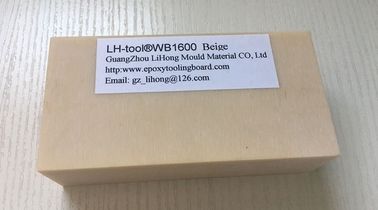 LH-tool®WB1600 Beige
GuangZhou LiHong Mould Material CO, Ltd
http:www.epoxytoolingboard.com
Email: gz_lihong@126.com